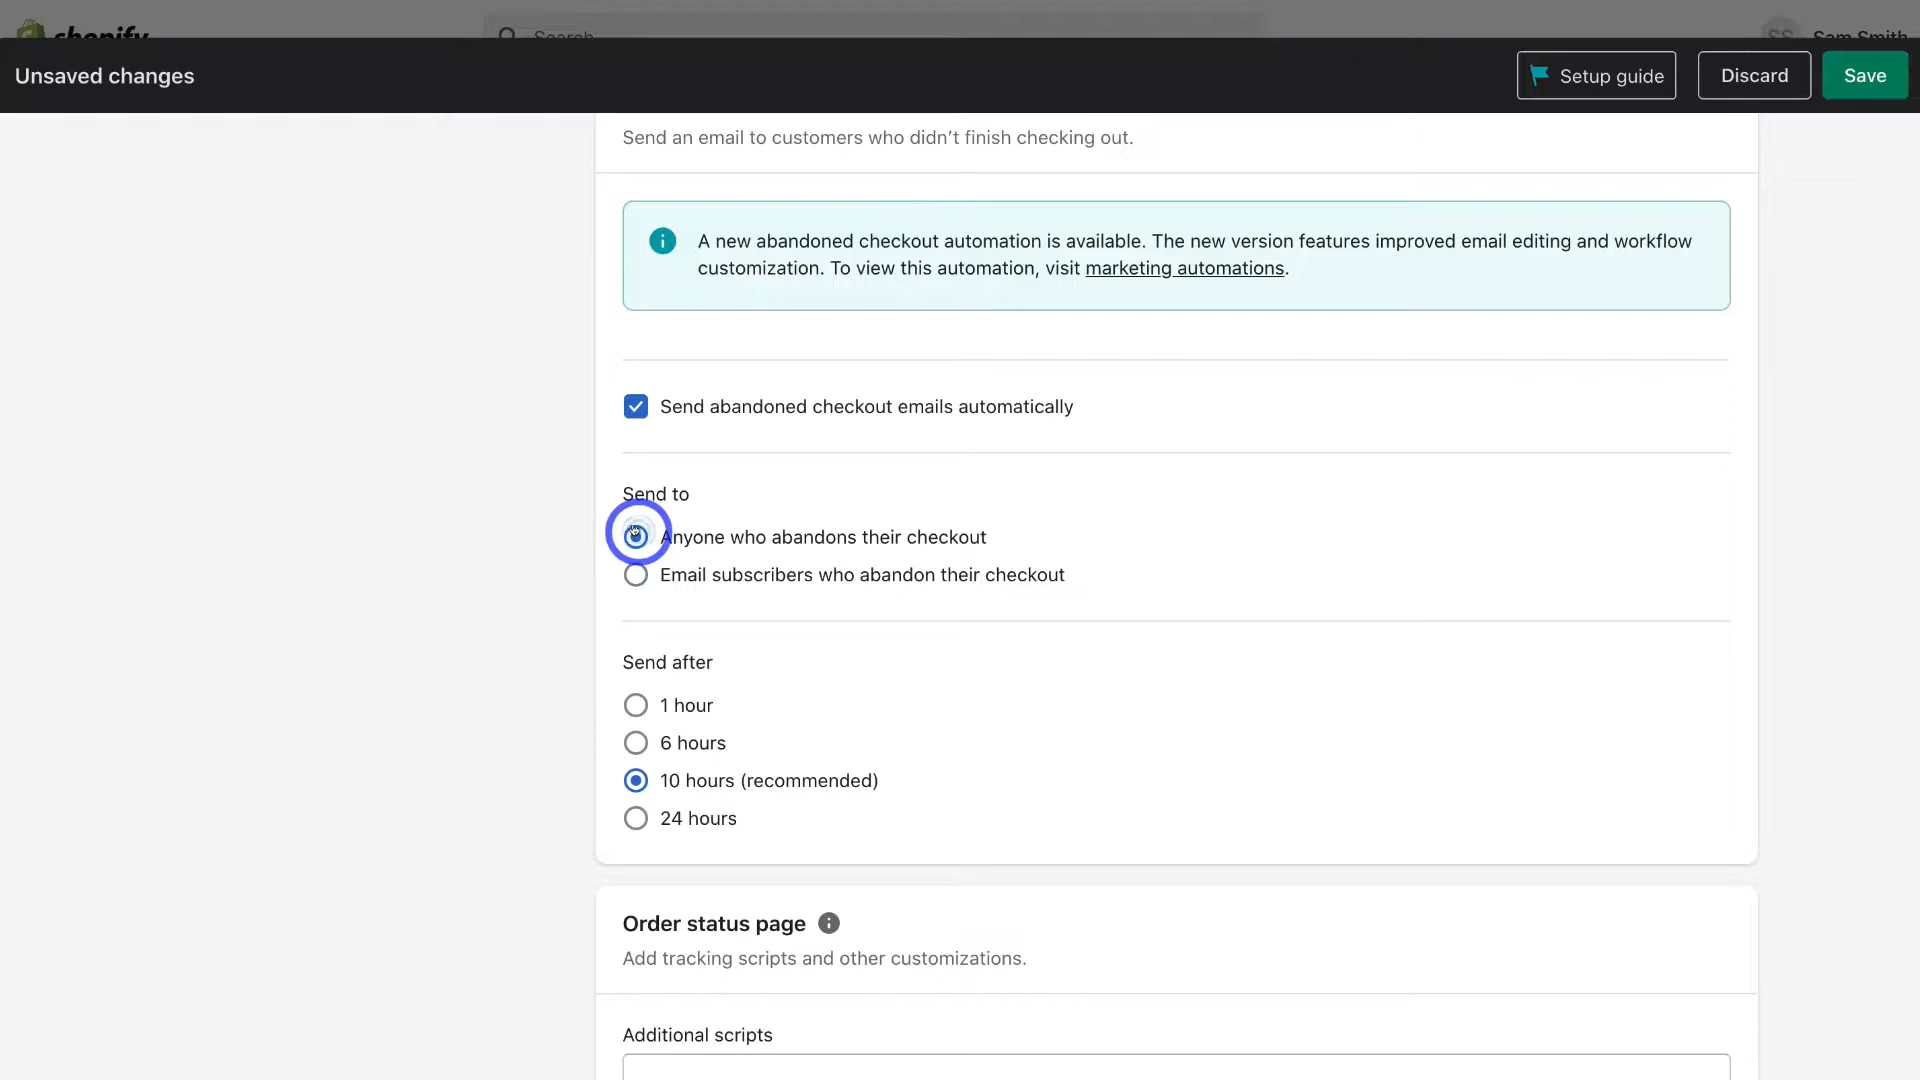 shopify
Search
Sam Smith
Unsaved changes
Setup guide
Discard
Save
Send an email to customers who didn’t finish checking out.
A new abandoned checkout automation is available. The new version features improved email editing and workflow
customization. To view this automation, visit marketing automations.
Send abandoned checkout emails automatically
Send to
Anyone who abandons their checkout
Email subscribers who abandon their checkout
Send after
1 hour
6 hours
10 hours (recommended)
24 hours
Order status page
Add tracking scripts and other customizations.
Additional scripts